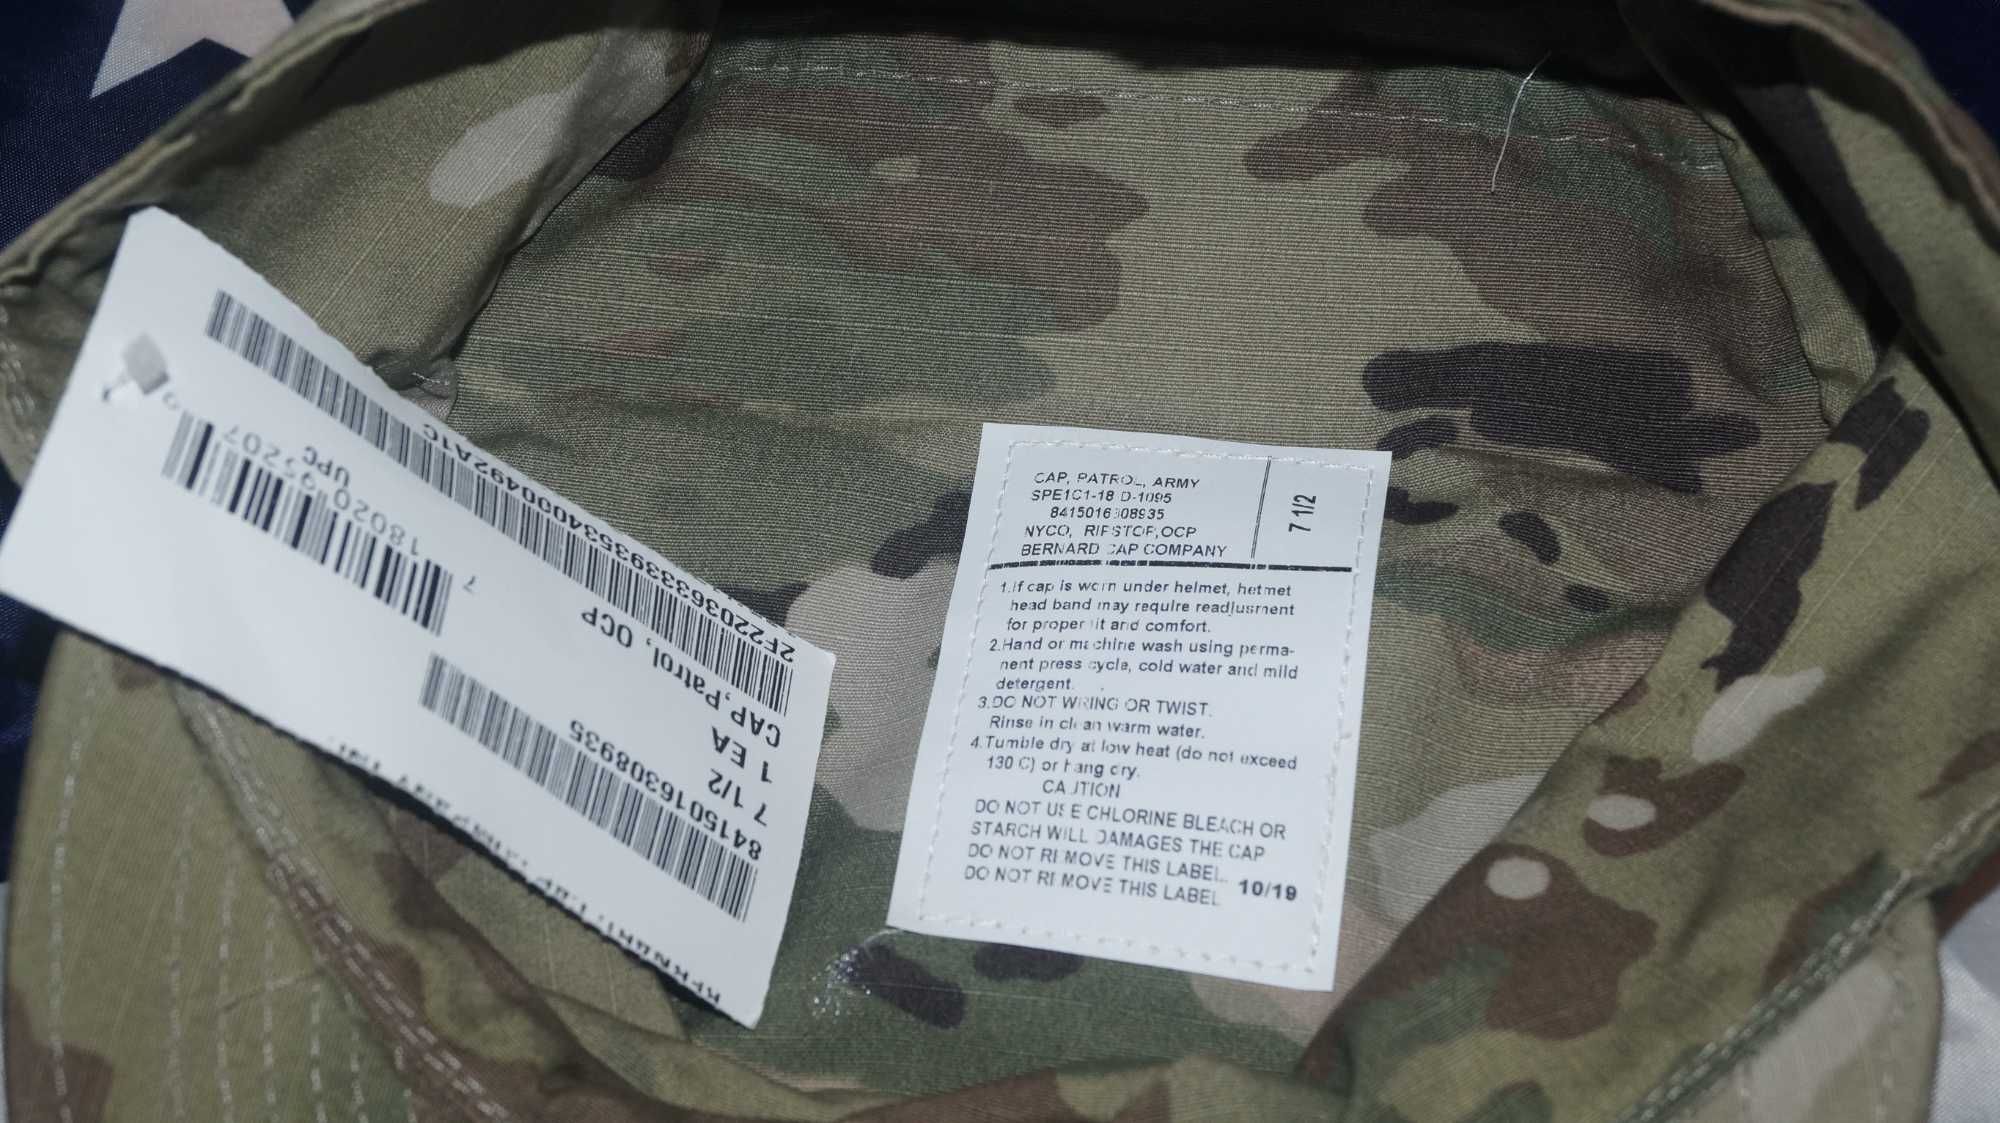 CAP, PATROL, ARMY
SPE1C1-18 D-1095
8415016308935
NYCO, RIPSTOP,OCP
BERNARD CAP COMPANY
7 1/2
1.If cap is worn under helmet, helmet
head band may require readjusment
for proper fit and comfort.
2.Hand or machine wash using perma-
nent press cycle, cold water and mild
detergent.
3.DO NOT WRING OR TWIST.
Rinse in clean warm water.
4.Tumble dry at low heat (do not exceed
130 C) or hang dry.
CAUTION
DO NOT USE CHLORINE BLEACH OR
STARCH WILL DAMAGES THE CAP
DO NOT REMOVE THIS LABEL.
DO NOT REMOVE THIS LABEL
10/19
8415016308935
7 1/2
1 EA
CAP,Patrol, OCP
UPC